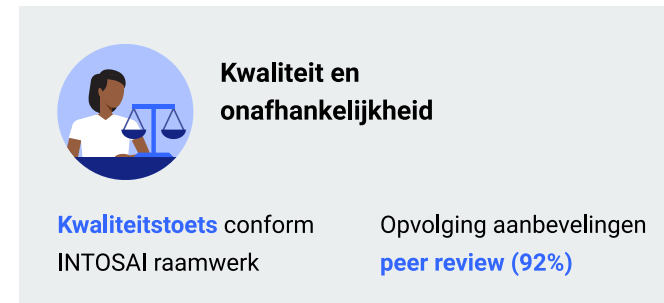 Kwaliteit en
onafhankelijkheid
Kwaliteitstoets conform
INTOSAI raamwerk
Opvolging aanbevelingen
peer review (92%)